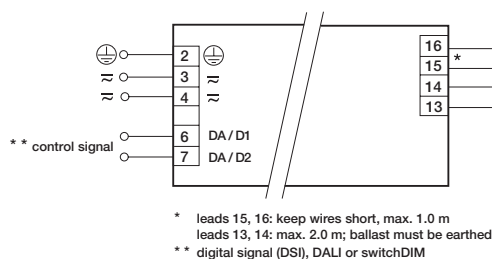 2
3
4
6 DA / D1
7 DA / D2
* * control signal
16
15 *
14
13
* leads 15, 16: keep wires short, max. 1.0 m
leads 13, 14: max. 2.0 m; ballast must be earthed
* * digital signal (DSI), DALI or switchDIM